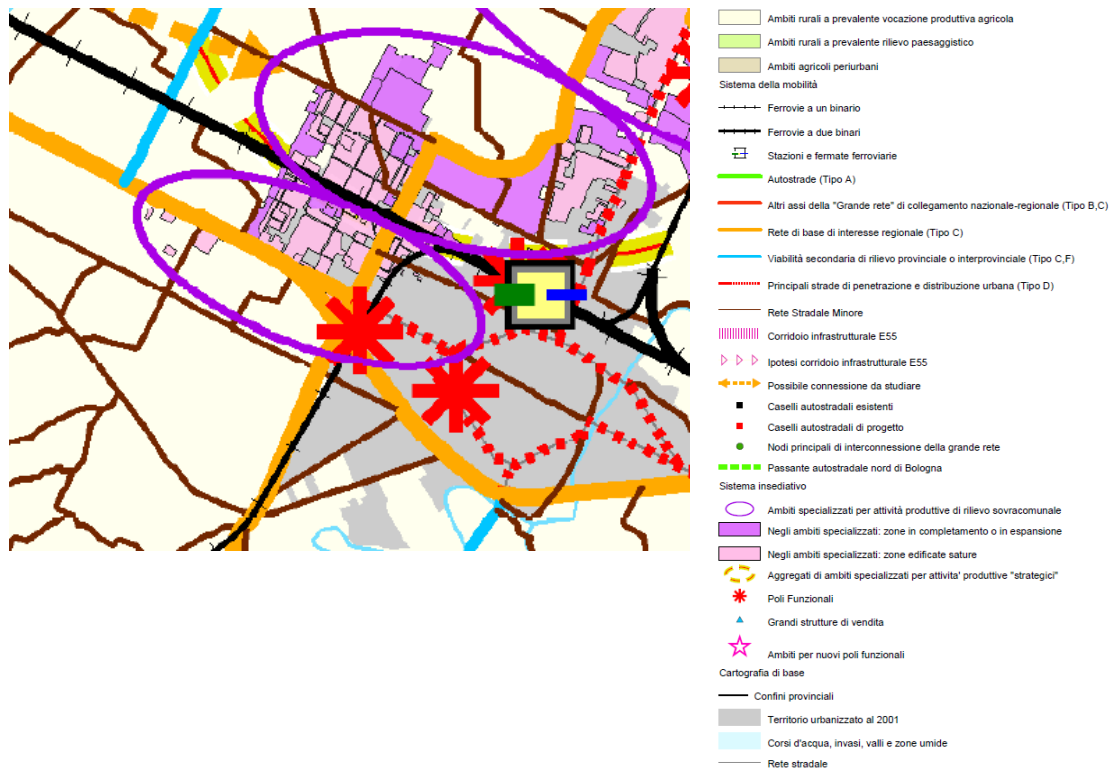 Ambiti rurali a prevalente vocazione produttiva agricola
Ambiti rurali a prevalente rilievo paesaggistico
Ambiti agricoli periurbani
Sistema della mobilità
Ferrovie a un binario
Ferrovie a due binari
Stazioni e fermate ferroviarie
Autostrade (Tipo A)
Altri assi della "Grande rete" di collegamento nazionale-regionale (Tipo B,C)
Rete di base di interesse regionale (Tipo C)
Viabilità secondaria di rilievo provinciale o interprovinciale (Tipo C,F)
Principali strade di penetrazione e distribuzione urbana (Tipo D)
Rete Stradale Minore
Corridoio infrastrutturale E55
Ipotesi corridoio infrastrutturale E55
Possibile connessione da studiare
Caselli autostradali esistenti
Caselli autostradali di progetto
Nodi principali di interconnessione della grande rete
Passante autostradale nord di Bologna
Sistema insediativo
Ambiti specializzati per attività produttive di rilievo sovracomunale
Negli ambiti specializzati: zone in completamento o in espansione
Negli ambiti specializzati: zone edificate sature
Aggregati di ambiti specializzati per attivita' produttive "strategici"
Poli Funzionali
Grandi strutture di vendita
Ambiti per nuovi poli funzionali
Cartografia di base
Confini provinciali
Territorio urbanizzato al 2001
Corsi d'acqua, invasi, valli e zone umide
Rete stradale